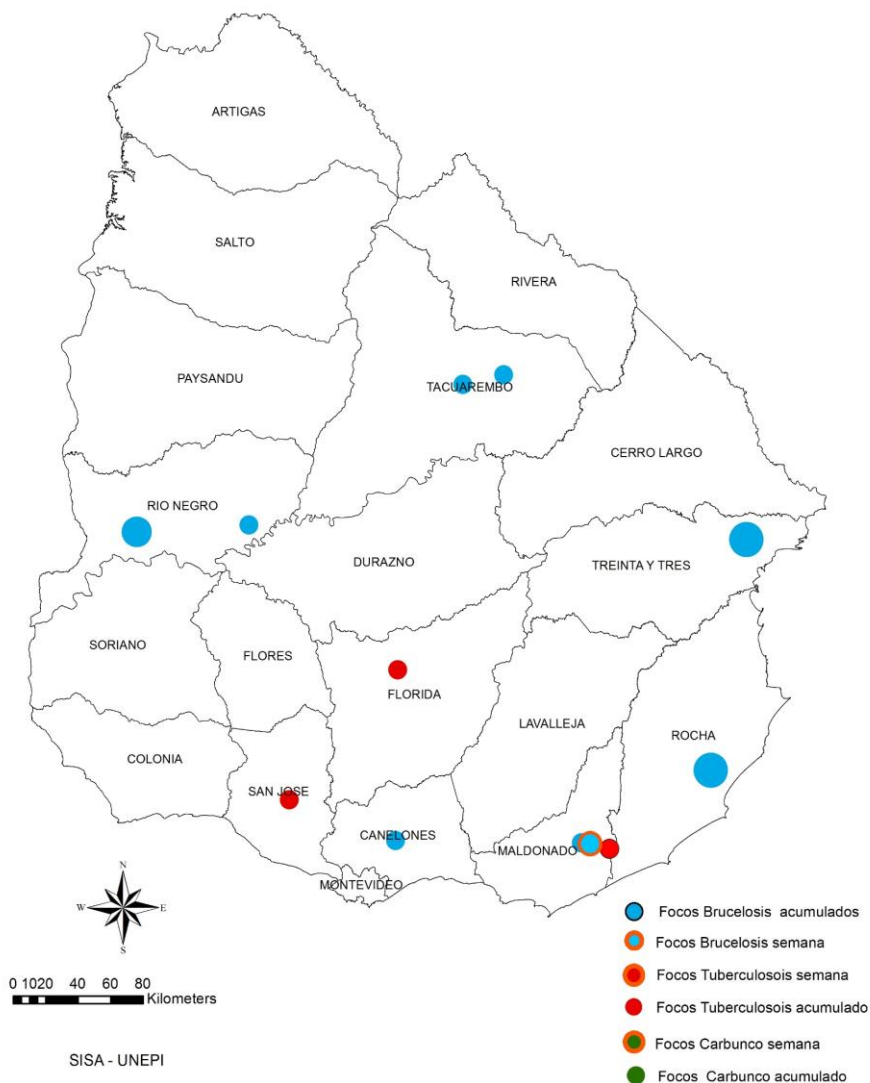 ARTIGAS
SALTO
RIVERA
PAYSANDU
TACUAREMBO
CERRO LARGO
RIO NEGRO
DURAZNO
TREINTA Y TRES
SORIANO
FLORES
FLORIDA
LAVALLEJA
ROCHA
COLONIA
SAN JOSE
CANELONES
MALDONADO
MONTEVIDEO
N
W E
S
0 1020 40 60 80
Kilometers
SISA - UNEPI
Focos Brucelosis acumulados
Focos Brucelosis semana
Focos Tuberculosois semana
Focos Tuberculosois acumulado
Focos Carbunco semana
Focos Carbunco acumulado